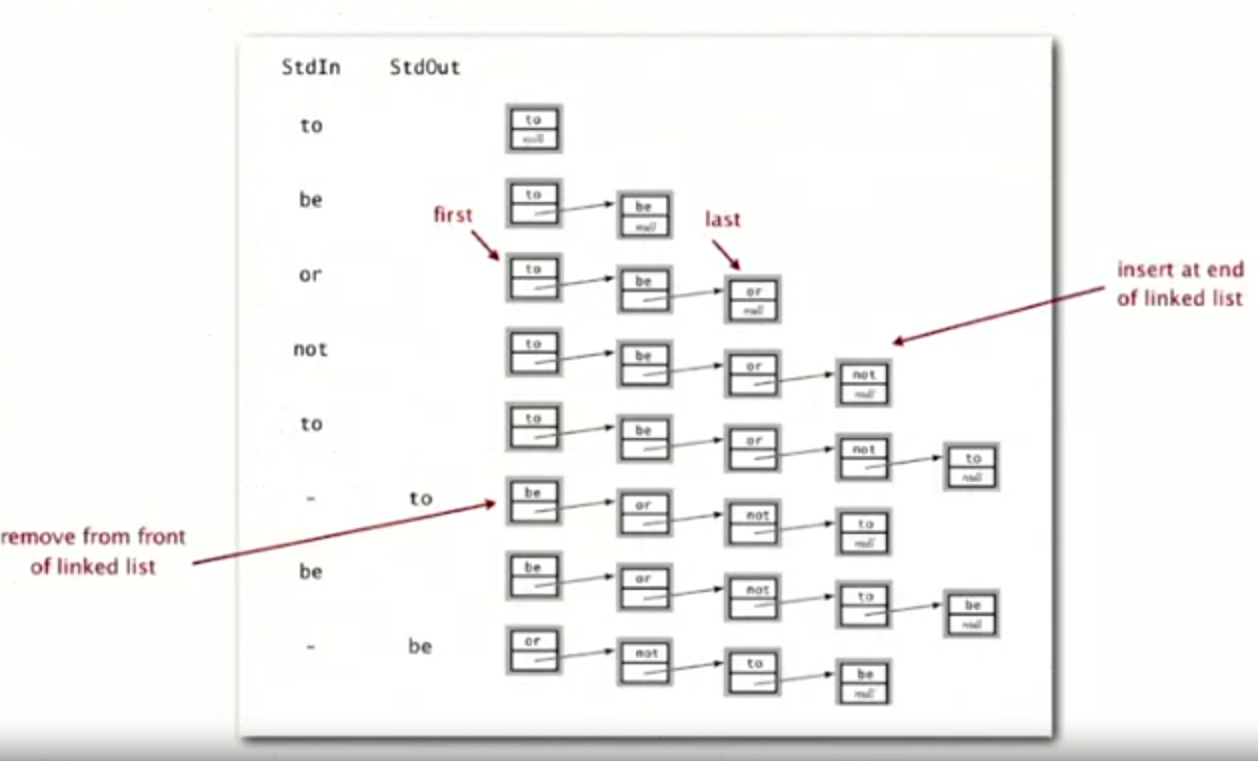 StdIn StdOut
to
to
null
be
to
be
null
first
last
or
to
be
or
null
insert at end
of linked list
not
to
be
or
not
null
to
to
be
or
not
to
null
- to
be
or
not
to
null
remove from front
of linked list
be
be
or
not
to
be
null
- be
or
not
to
be
null